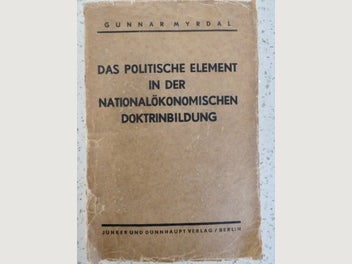 GUNNAR MYRDAL
DAS POLITISCHE ELEMENT
IN DER
NATIONALÖKONOMISCHEN
DOKTRINBILDUNG
JUNKER UND DÜNNHAUPT VERLAG / BERLIN